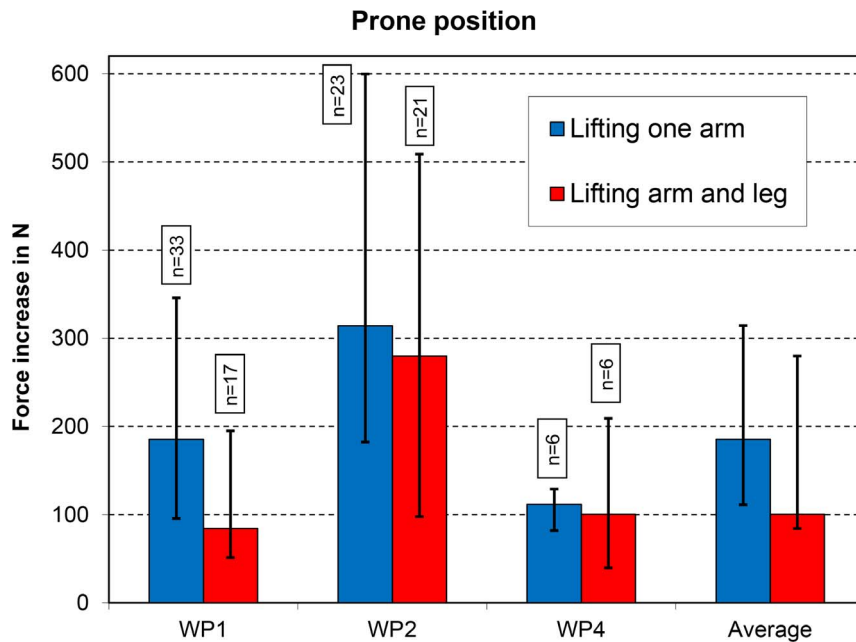 Prone position
Force increase in N
600
500
400
300
200
100
0
n=33
n=17
n=23
n=21
n=6
n=6
Lifting one arm
Lifting arm and leg
WP1
WP2
WP4
Average